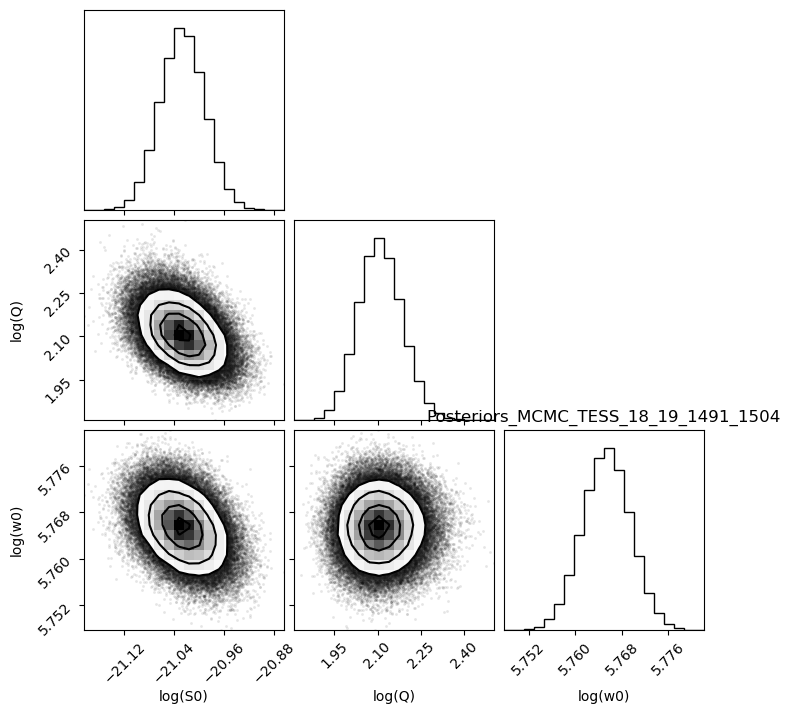 2.40
2.25
2.10
1.95
log(Q)
Posteriors_MCMC_TESS_18_19_1491_1504
5.776
5.768
5.760
5.752
log(w0)
−21.12 −21.04 −20.96 −20.88
log(S0)
1.95 2.10 2.25 2.40
log(Q)
5.752 5.760 5.768 5.776
log(w0)